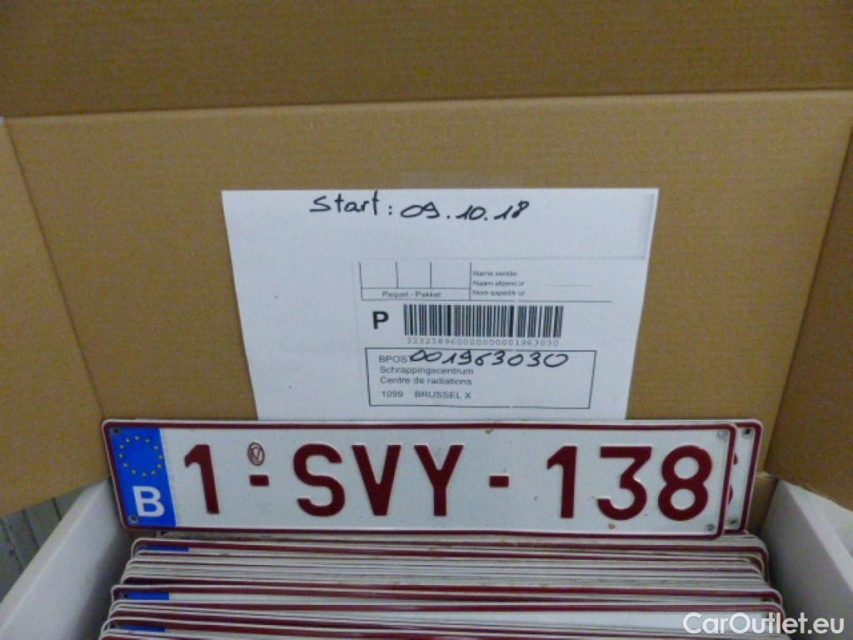 Start: 09.10.18
Paquet - Pakket
P
3232189600000000001963030
BPOST
001963030
Schrappingscentrum
Centre de radiations
1099 BRUSSEL X
B 1-SVY-138
CarOutlet.eu